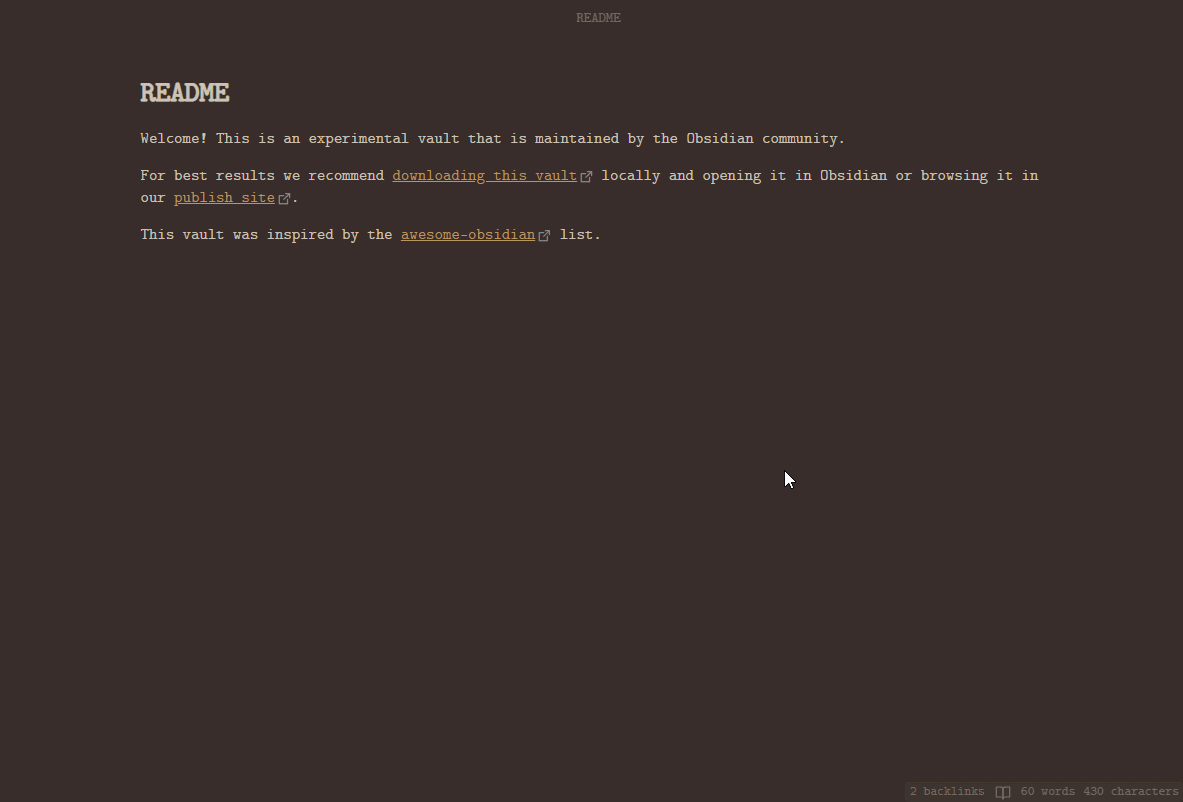 README
README
Welcome! This is an experimental vault that is maintained by the Obsidian community.
For best results we recommend downloading this vault locally and opening it in Obsidian or browsing it in
our publish site.
This vault was inspired by the awesome-obsidian list.
2 backlinks 60 words 430 characters